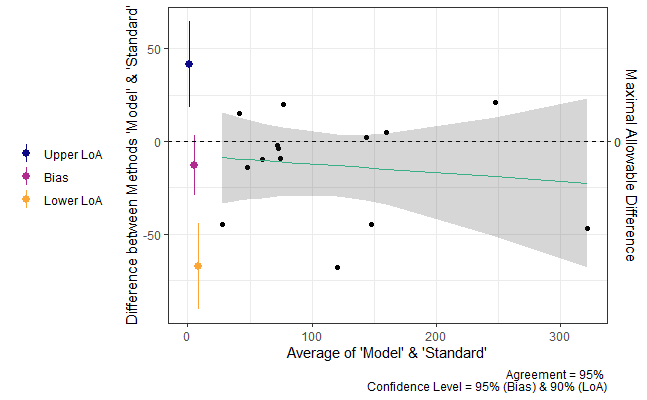 Difference between Methods 'Model' & 'Standard'
50
0
-50
Upper LoA
Bias
Lower LoA
0
Maximal Allowable Difference
0
100
200
300
Average of 'Model' & 'Standard'
Agreement = 95%
Confidence Level = 95% (Bias) & 90% (LoA)